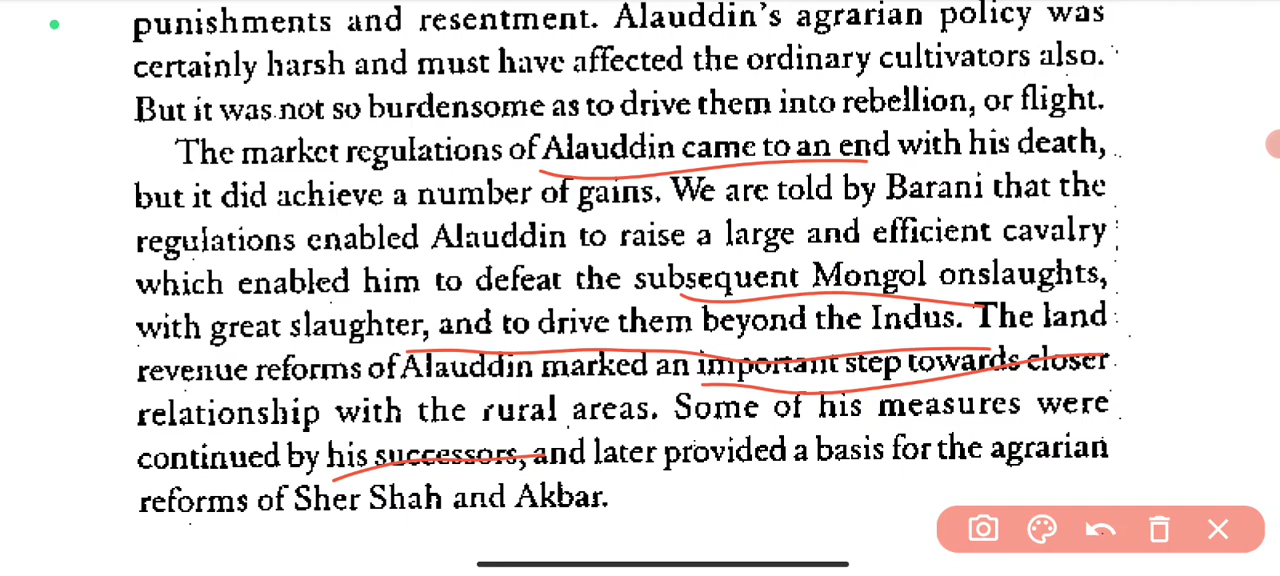 punishments and resentment. Alauddin's agrarian policy was
certainly harsh and must have affected the ordinary cultivators also.
But it was not so burdensome as to drive them into rebellion, or flight.
The market regulations of Alauddin came to an end with his death,
but it did achieve a number of gains. We are told by Barani that the
regulations enabled Alauddin to raise a large and efficient cavalry
which enabled him to defeat the subsequent Mongol onslaughts,
with great slaughter, and to drive them beyond the Indus. The land
revenue reforms of Alauddin marked an important step towards closer
relationship with the rural areas. Some of his measures were
continued by his successors, and later provided a basis for the agrarian
reforms of Sher Shah and Akbar.